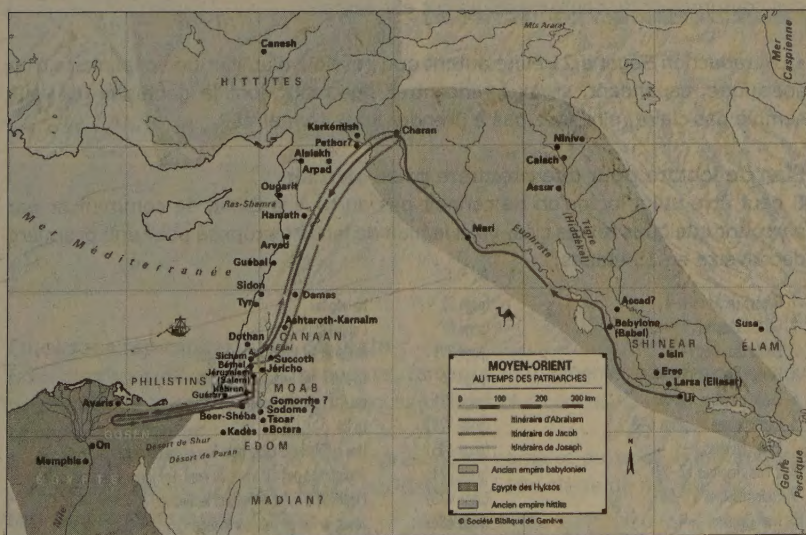 Mts Ararat
Mer
Caspienne
Canesh
HITTITES
Karkémish
Pethor?
Charan
Ninive
Calach
Alalakh
Arpad
Assur
Ougarit
Ras-Shamra
Hamath
Mer Méditerranée
Arvad
Mari
Euphrate
Tigre
(Hiddékel)
Guébal
Sidon
Tyr
Damas
Accad?
Ashtaroth-Karnaïm
Babylone
(Babel)
Suse
Dothan
CANAAN
SHINEAR
ÉLAM
Isin
Sichem
Béthel
Succoth
Jérusalem
(Salem)
Jéricho
Hébron
PHILISTINS
MOAB
Guérar
Erec
Larsa (Ellasar)
Ur
Avaris
Beer-Shéba
Gomorrhe ?
Sodome ?
Tsoar
Botsra
GOSEN
On
Désert de Shur
Kadès
Désert de Paran
EDOM
Memphis
ÉGYPTE
MADIAN?
Nil
Golfe
Persique
MOYEN-ORIENT
AU TEMPS DES PATRIARCHES
0 100 200 300 km
Itinéraire d'Abraham
Itinéraire de Jacob
Itinéraire de Joseph
Ancien empire babylonien
Egypte des Hyksos
Ancien empire hittite
N
© Société Biblique de Genève